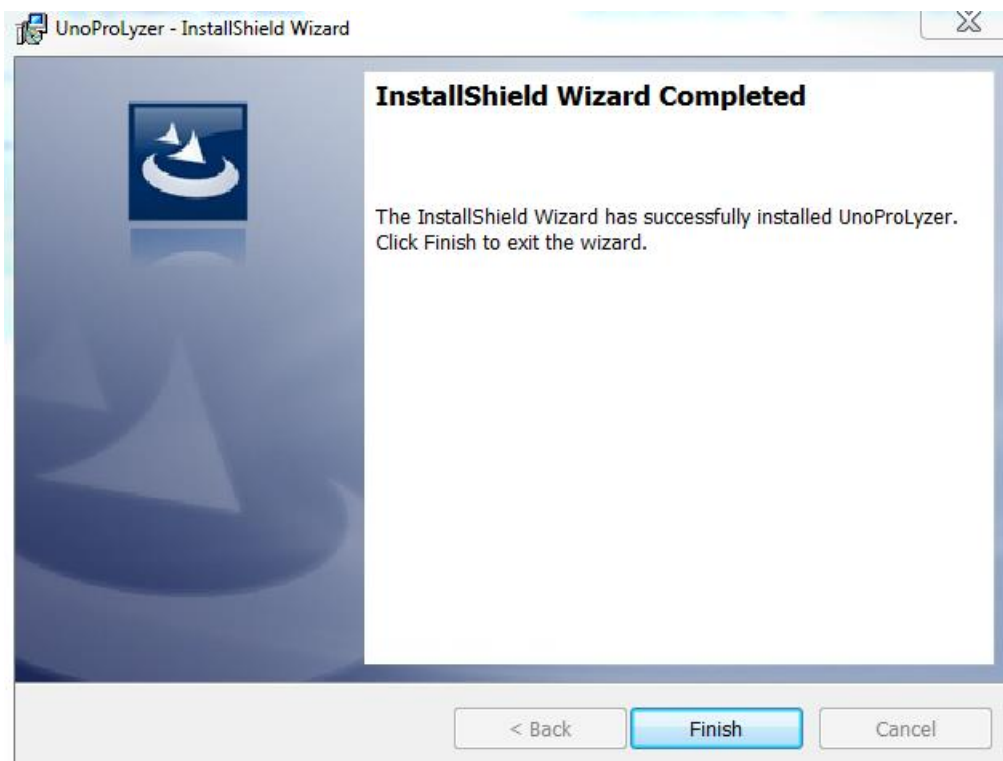 UnoProLyzer - InstallShield Wizard
InstallShield Wizard Completed
The InstallShield Wizard has successfully installed UnoProLyzer.
Click Finish to exit the wizard.
< Back
Finish
Cancel